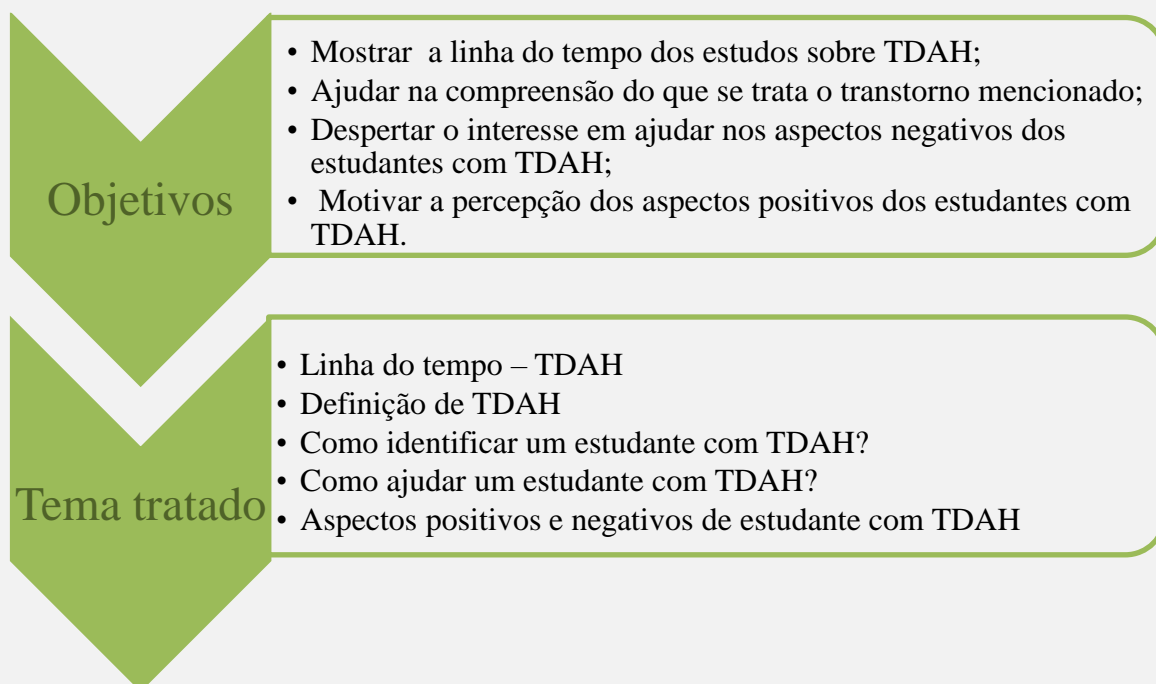 Objetivos
• Mostrar a linha do tempo dos estudos sobre TDAH;
• Ajudar na compreensão do que se trata o transtorno mencionado;
• Despertar o interesse em ajudar nos aspectos negativos dos
estudantes com TDAH;
• Motivar a percepção dos aspectos positivos dos estudantes com
TDAH.
Tema tratado
• Linha do tempo – TDAH
• Definição de TDAH
• Como identificar um estudante com TDAH?
• Como ajudar um estudante com TDAH?
• Aspectos positivos e negativos de estudante com TDAH